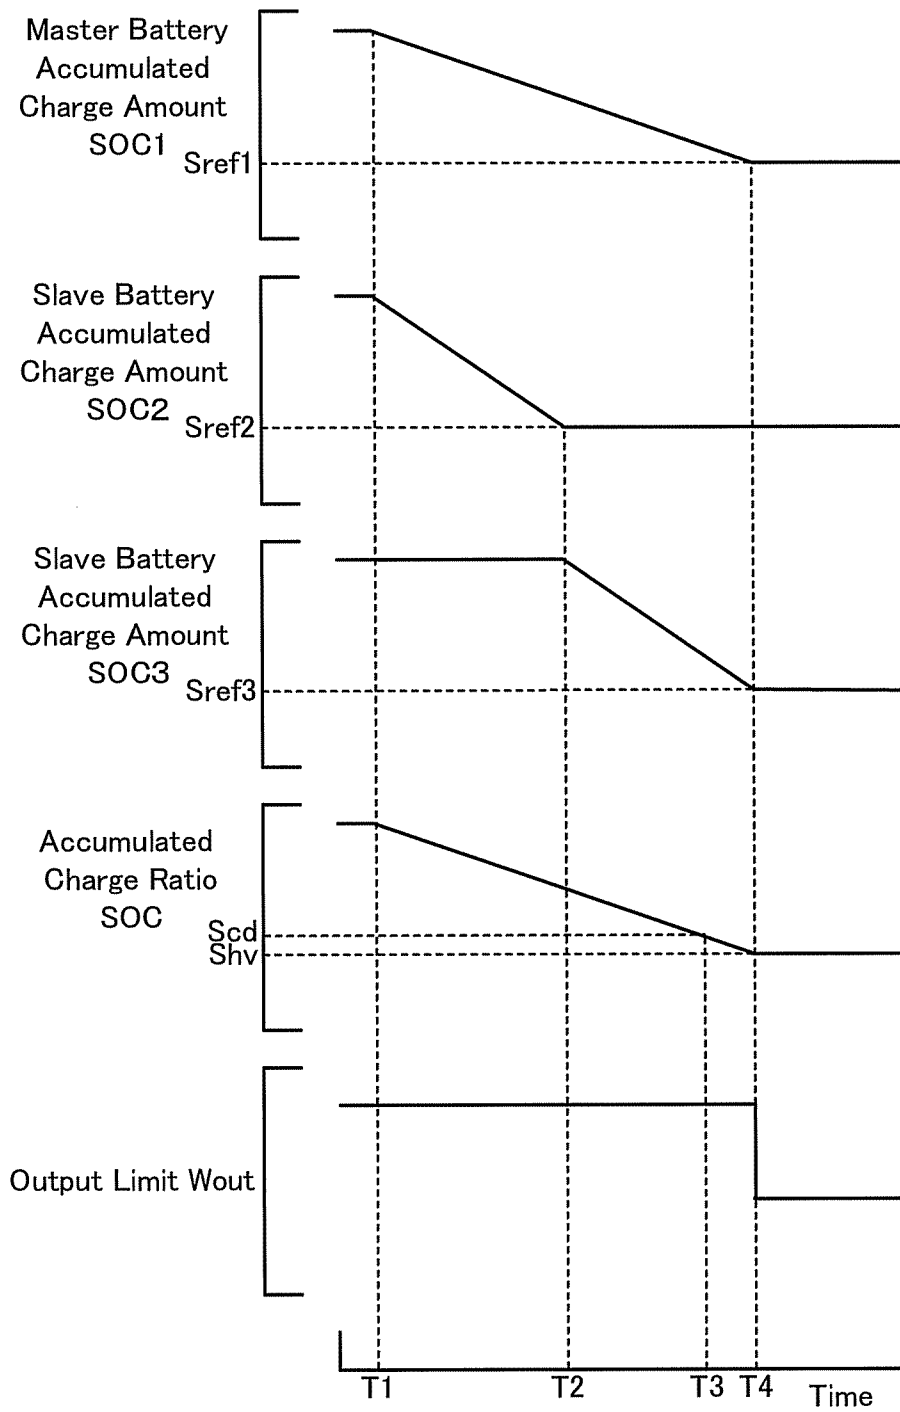 Master Battery
Accumulated
Charge Amount
SOC1
Sref1
Slave Battery
Accumulated
Charge Amount
SOC2
Sref2
Slave Battery
Accumulated
Charge Amount
SOC3
Sref3
Accumulated
Charge Ratio
SOC
Scd
Shv
Output Limit Wout
T1 T2 T3 T4 Time